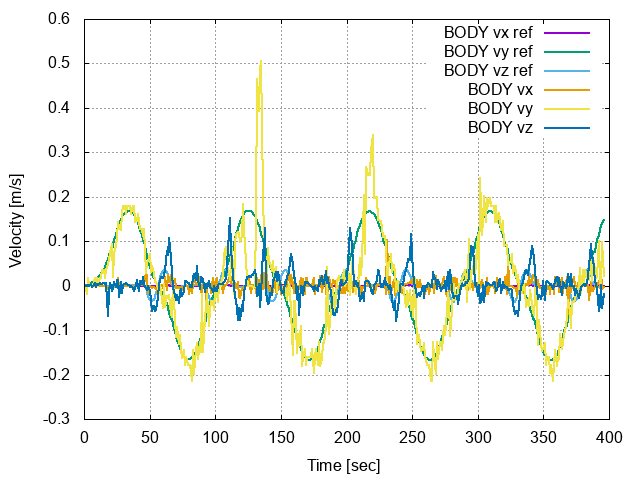 0.6
BODY vx ref
BODY vy ref
0.5
BODY vz ref
BODY vx
0.4
BODY vy
BODY vz
0.3
0.2
Velocity [m/s]
0.1
0
-0.1
-0.2
-0.3
0 50 100 150 200 250 300 350 400
Time [sec]